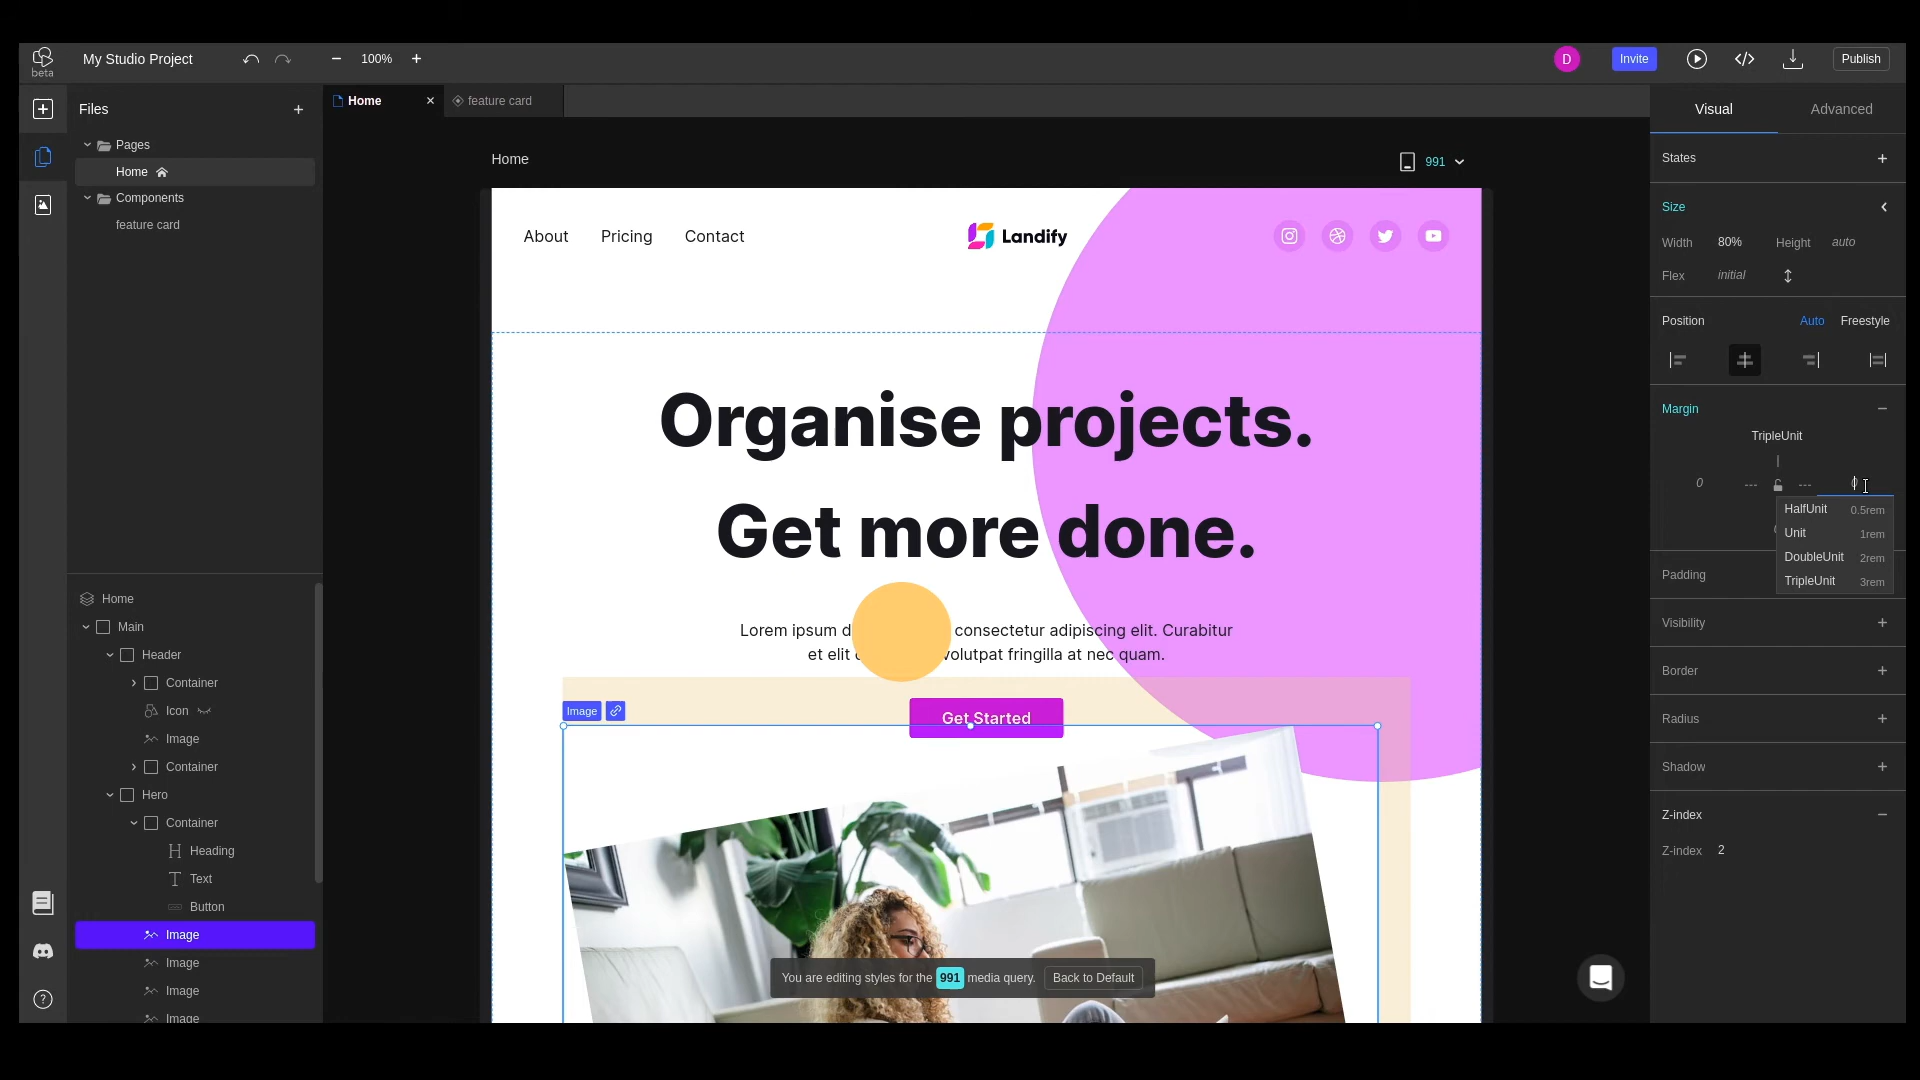 beta
My Studio Project
100%
D
Invite
Publish
Files
Pages
Home
Components
feature card
Home
Main
Header
Container
Icon
Image
Container
Hero
Container
Heading
Text
Button
Image
Image
Image
Image
Home
feature card
Home
991
About
Pricing
Contact
Landify
Organise projects.
Get more done.
Lorem ipsum d consectetur adipiscing elit. Curabitur
et elit volutpat fringilla at nec quam.
Image
Get Started
You are editing styles for the 991 media query.
Back to Default
Visual
Advanced
States
Size
Width 80% Height auto
Flex initial
Position Auto Freestyle
Margin
TripleUnit
0 --- --- 0
HalfUnit 0.5rem
Unit 1rem
DoubleUnit 2rem
TripleUnit 3rem
Padding
Visibility
Border
Radius
Shadow
Z-index
Z-index 2